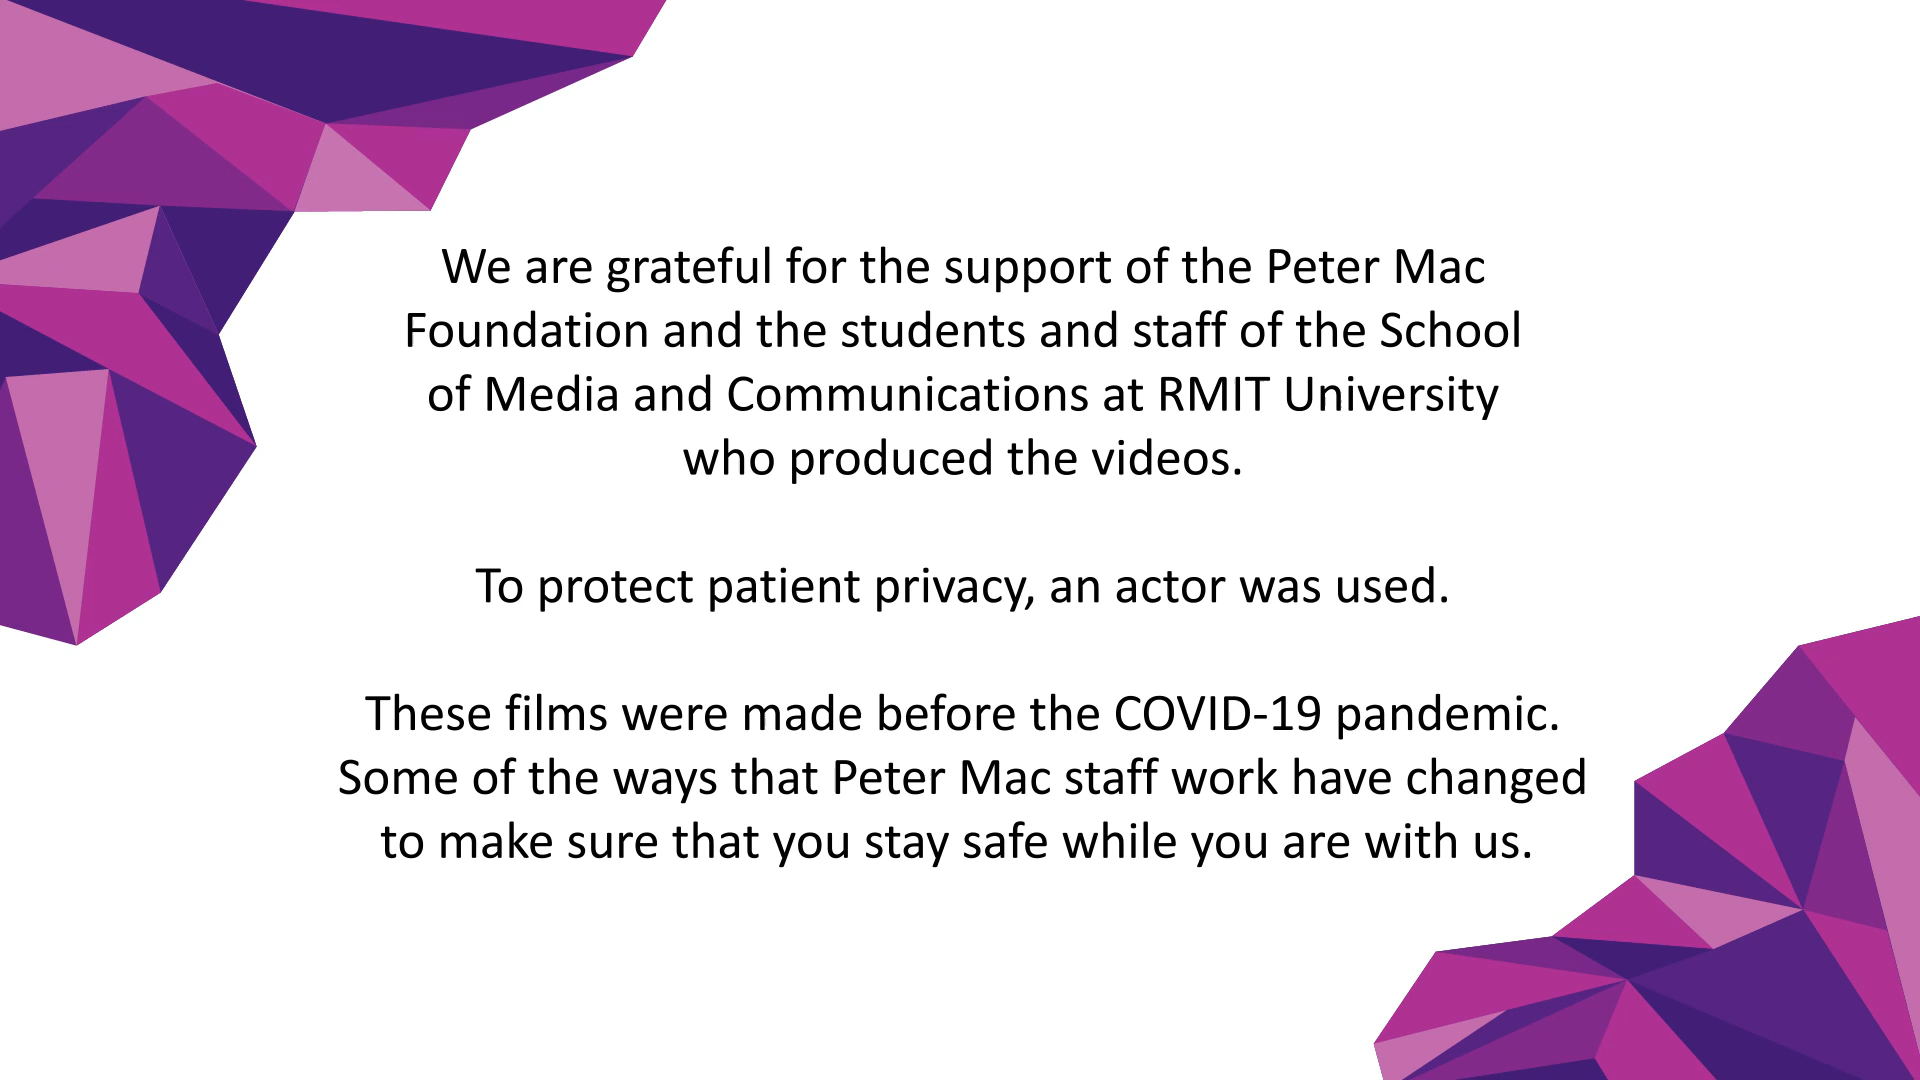 We are grateful for the support of the Peter Mac
Foundation and the students and staff of the School
of Media and Communications at RMIT University
who produced the videos.
To protect patient privacy, an actor was used.
These films were made before the COVID-19 pandemic.
Some of the ways that Peter Mac staff work have changed
to make sure that you stay safe while you are with us.